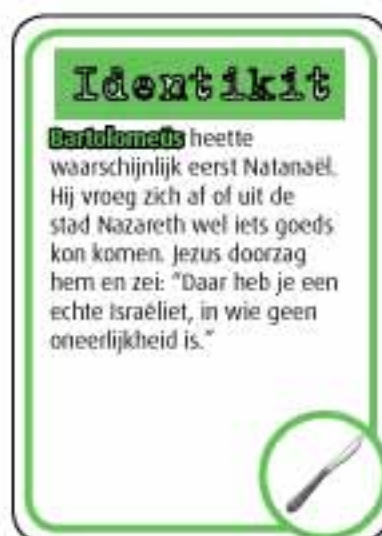 Identikit
Bartolomeüs heette
waarschijnlijk eerst Natanaël.
Hij vroeg zich af of uit de
stad Nazareth wel iets goeds
kon komen. Jezus doorzag
hem en zei: “Daar heb je een
echte Israëliet, in wie geen
oneerlijkheid is.”